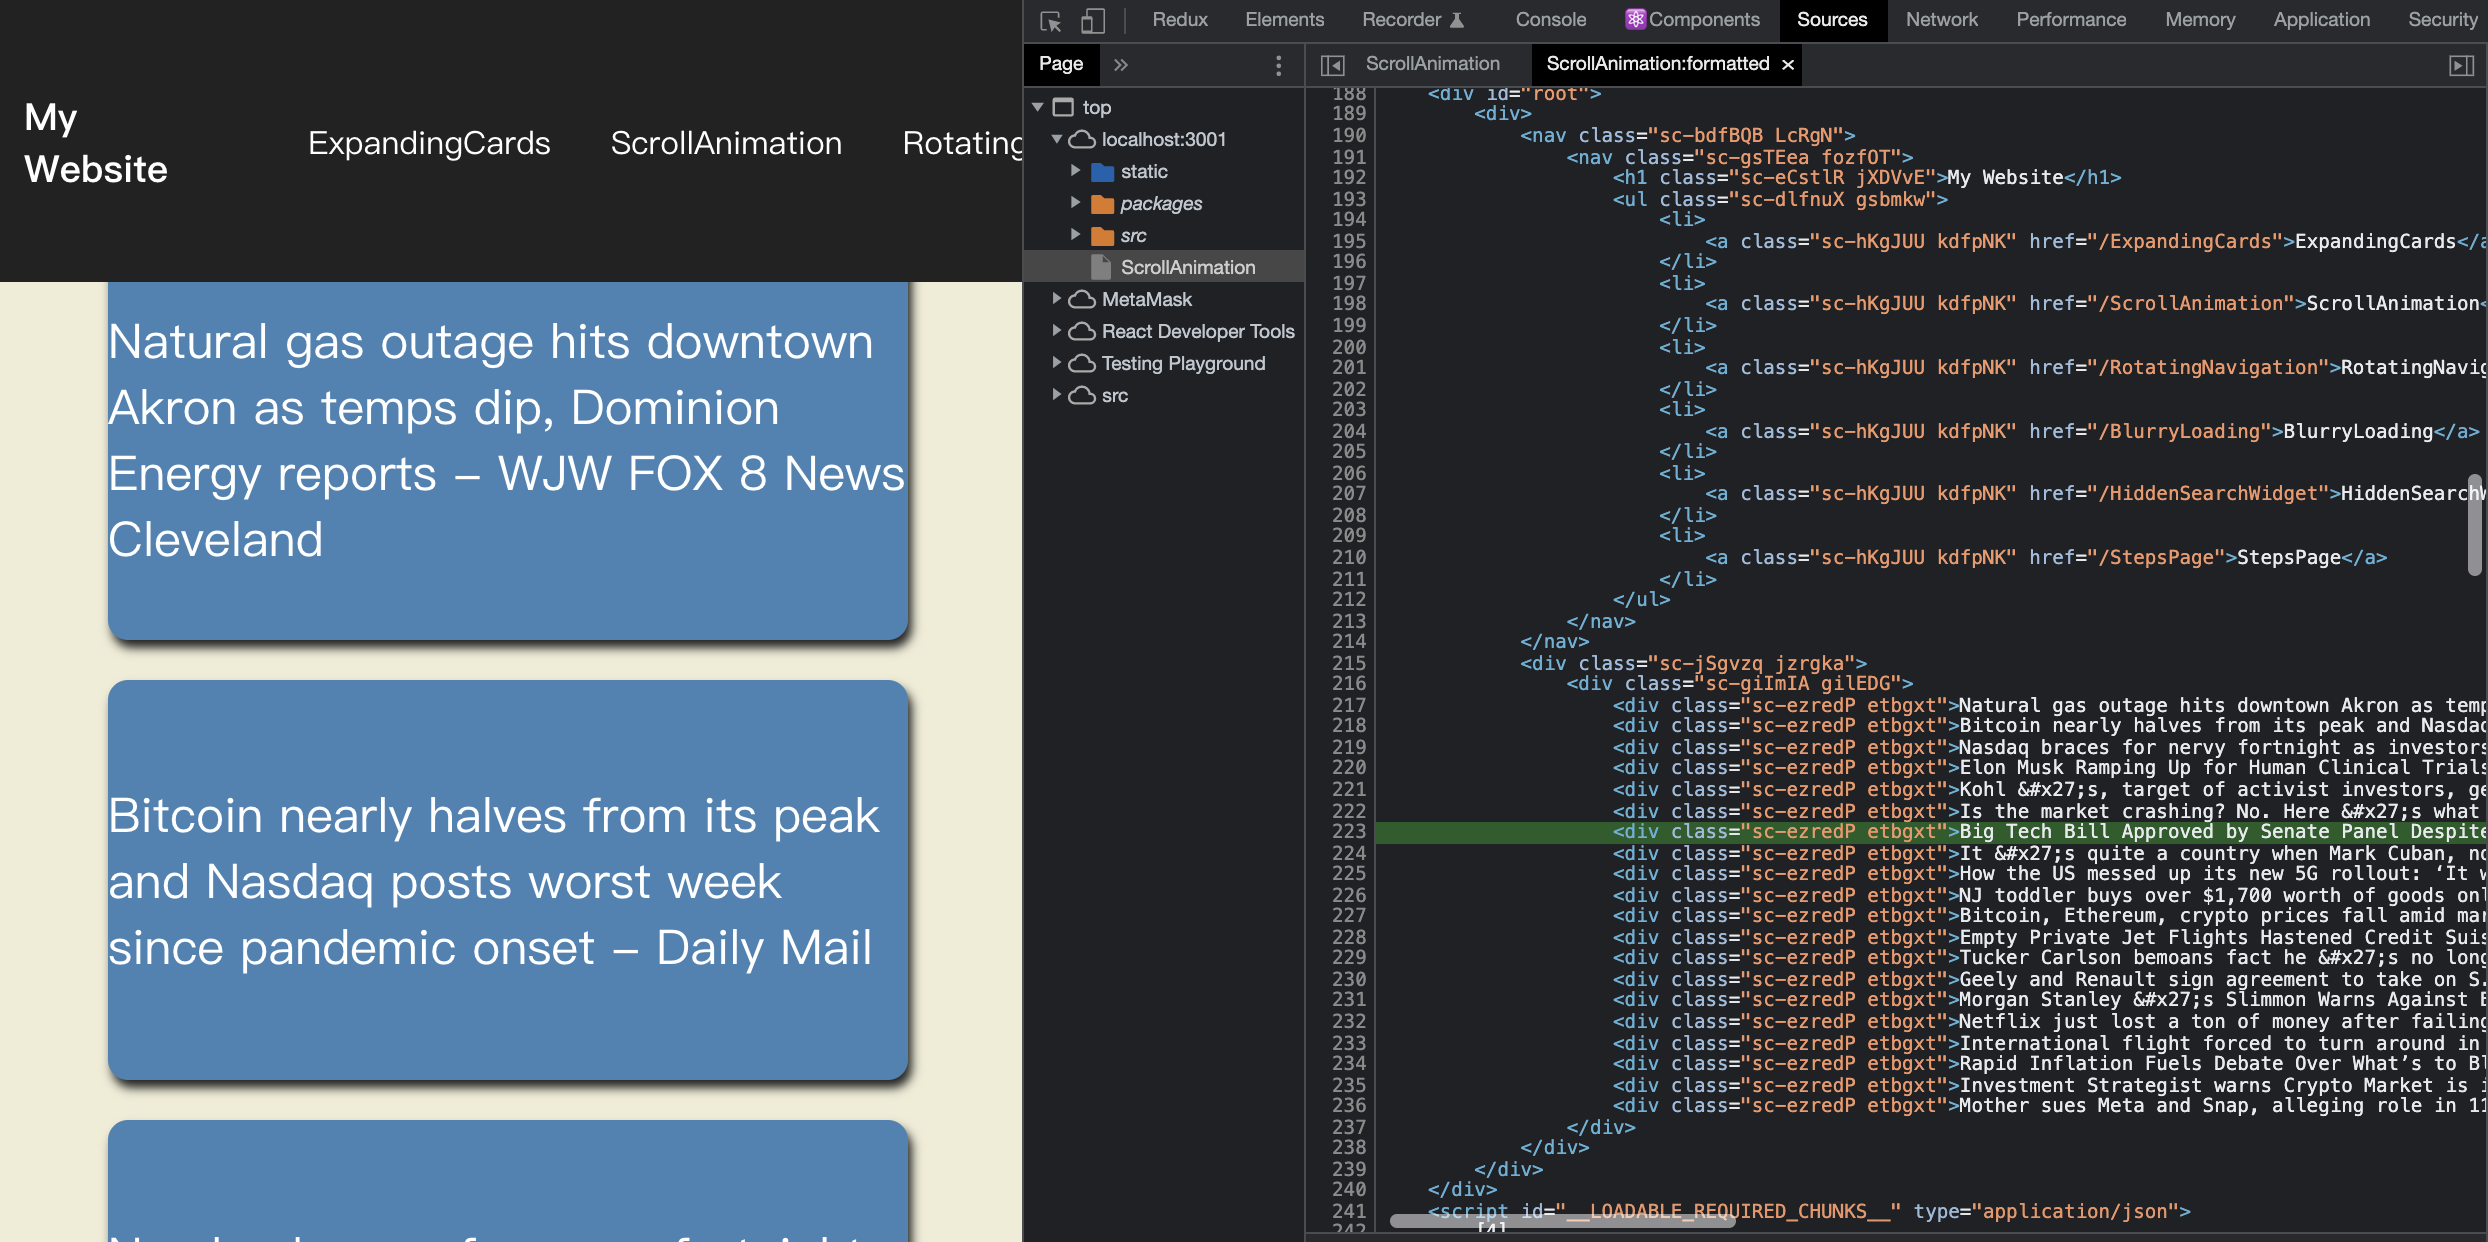 My
Website
ExpandingCards
ScrollAnimation
Rotating
Natural gas outage hits downtown
Akron as temps dip, Dominion
Energy reports – WJW FOX 8 News
Cleveland
Bitcoin nearly halves from its peak
and Nasdaq posts worst week
since pandemic onset – Daily Mail
Redux
Elements
Recorder
Console
Components
Sources
Network
Performance
Memory
Application
Security
Page
ScrollAnimation
ScrollAnimation:formatted
top
localhost:3001
static
packages
src
ScrollAnimation
MetaMask
React Developer Tools
Testing Playground
src
188 <div id="root">
189 <div>
190 <nav class="sc-bdfBQB LcRgN">
191 <nav class="sc-gsTEea fozfOT">
192 <h1 class="sc-eCstlR jXDVvE">My Website</h1>
193 <ul class="sc-dlfnuX gsbmkw">
194 <li>
195 <a class="sc-hKgJUU kdfpNK" href="/ExpandingCards">ExpandingCards</a
196 </li>
197 <li>
198 <a class="sc-hKgJUU kdfpNK" href="/ScrollAnimation">ScrollAnimation<
199 </li>
200 <li>
201 <a class="sc-hKgJUU kdfpNK" href="/RotatingNavigation">RotatingNavig
202 </li>
203 <li>
204 <a class="sc-hKgJUU kdfpNK" href="/BlurryLoading">BlurryLoading</a>
205 </li>
206 <li>
207 <a class="sc-hKgJUU kdfpNK" href="/HiddenSearchWidget">HiddenSearchW
208 </li>
209 <li>
210 <a class="sc-hKgJUU kdfpNK" href="/StepsPage">StepsPage</a>
211 </li>
212 </ul>
213 </nav>
214 </nav>
215 <div class="sc-jSgvzq jzrgka">
216 <div class="sc-giImIA gilEDG">
217 <div class="sc-ezredP etbgxt">Natural gas outage hits downtown Akron as temp
218 <div class="sc-ezredP etbgxt">Bitcoin nearly halves from its peak and Nasdaq
219 <div class="sc-ezredP etbgxt">Nasdaq braces for nervy fortnight as investors
220 <div class="sc-ezredP etbgxt">Elon Musk Ramping Up for Human Clinical Trials
221 <div class="sc-ezredP etbgxt">Kohl &#x27;s, target of activist investors, ge
222 <div class="sc-ezredP etbgxt">Is the market crashing? No. Here &#x27;s what
223 <div class="sc-ezredP etbgxt">Big Tech Bill Approved by Senate Panel Despite
224 <div class="sc-ezredP etbgxt">It &#x27;s quite a country when Mark Cuban, no
225 <div class="sc-ezredP etbgxt">How the US messed up its new 5G rollout: ‘It w
226 <div class="sc-ezredP etbgxt">NJ toddler buys over $1,700 worth of goods onl
227 <div class="sc-ezredP etbgxt">Bitcoin, Ethereum, crypto prices fall amid mar
228 <div class="sc-ezredP etbgxt">Empty Private Jet Flights Hastened Credit Suis
229 <div class="sc-ezredP etbgxt">Tucker Carlson bemoans fact he &#x27;s no long
230 <div class="sc-ezredP etbgxt">Geely and Renault sign agreement to take on S.
231 <div class="sc-ezredP etbgxt">Morgan Stanley &#x27;s Slimmon Warns Against B
232 <div class="sc-ezredP etbgxt">Netflix just lost a ton of money after failing
233 <div class="sc-ezredP etbgxt">International flight forced to turn around in
234 <div class="sc-ezredP etbgxt">Rapid Inflation Fuels Debate Over What’s to Bl
235 <div class="sc-ezredP etbgxt">Investment Strategist warns Crypto Market is i
236 <div class="sc-ezredP etbgxt">Mother sues Meta and Snap, alleging role in 11
237 </div>
238 </div>
239 </div>
240 </div>
241 <script id="__LOADABLE_REQUIRED_CHUNKS__" type="application/json">
242 [4]